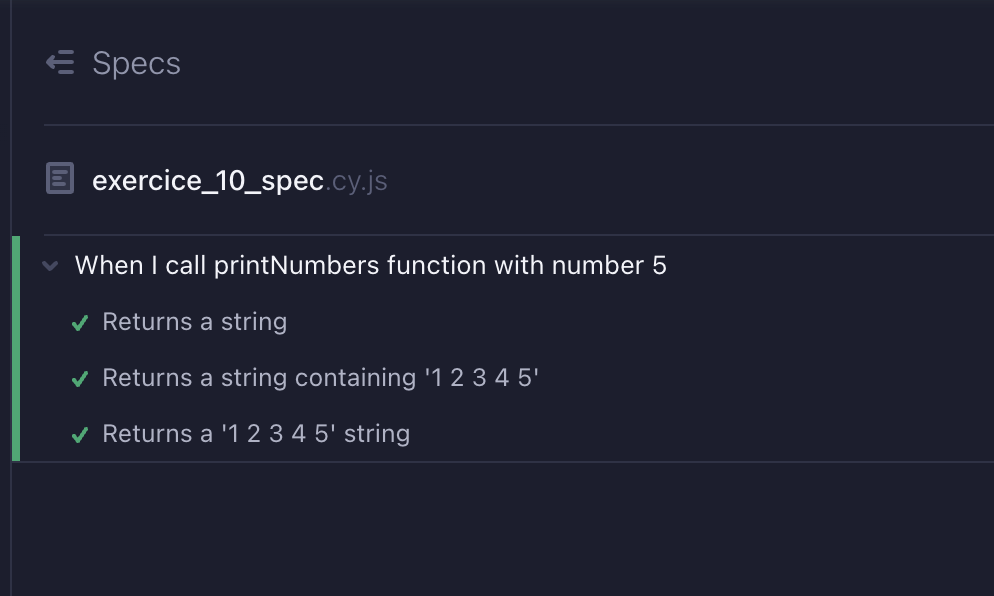 Specs
exercice_10_spec.cy.js
When I call printNumbers function with number 5
Returns a string
Returns a string containing '1 2 3 4 5'
Returns a '1 2 3 4 5' string